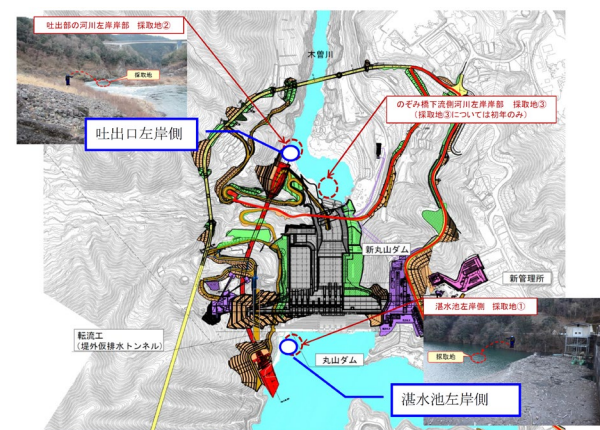 吐出部の河川左岸岸部 採取地②
採取地
木曽川
吐出口左岸側
のぞみ橋下流側河川左岸岸部 採取地③
(採取地③については初年のみ)
新丸山ダム
新管理所
湛水池左岸側 採取地①
転流工
(堤外仮排水トンネル)
丸山ダム
採取地
湛水池左岸側